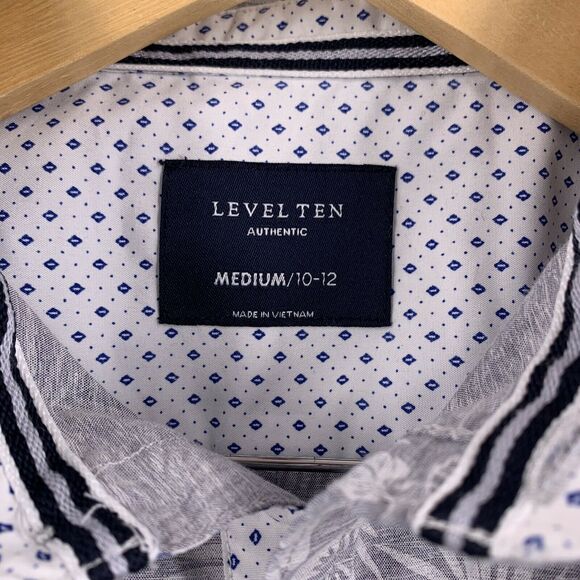 LEVEL TEN
AUTHENTIC
MEDIUM/10-12
MADE IN VIETNAM